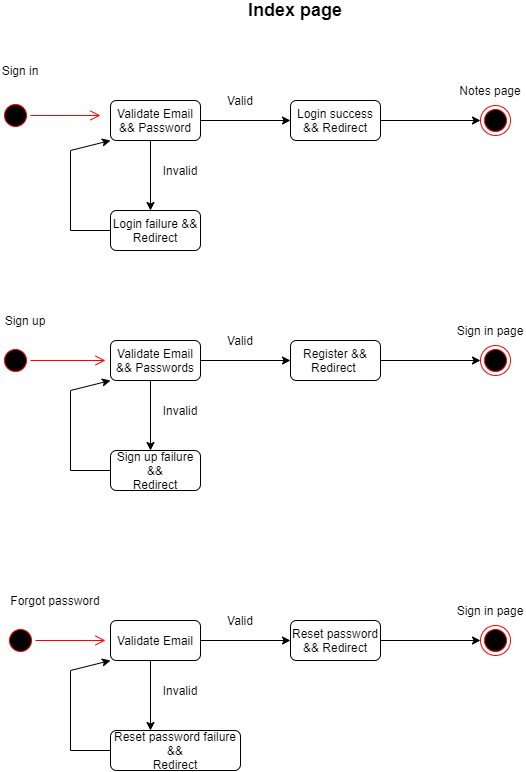 Index page
Sign in
Notes page
Validate Email
&& Password
Valid
Login success
&& Redirect
Invalid
Login failure &&
Redirect
Sign up
Sign in page
Validate Email
&& Passwords
Valid
Register &&
Redirect
Invalid
Sign up failure
&&
Redirect
Forgot password
Sign in page
Validate Email
Valid
Reset password
&& Redirect
Invalid
Reset password failure
&&
Redirect